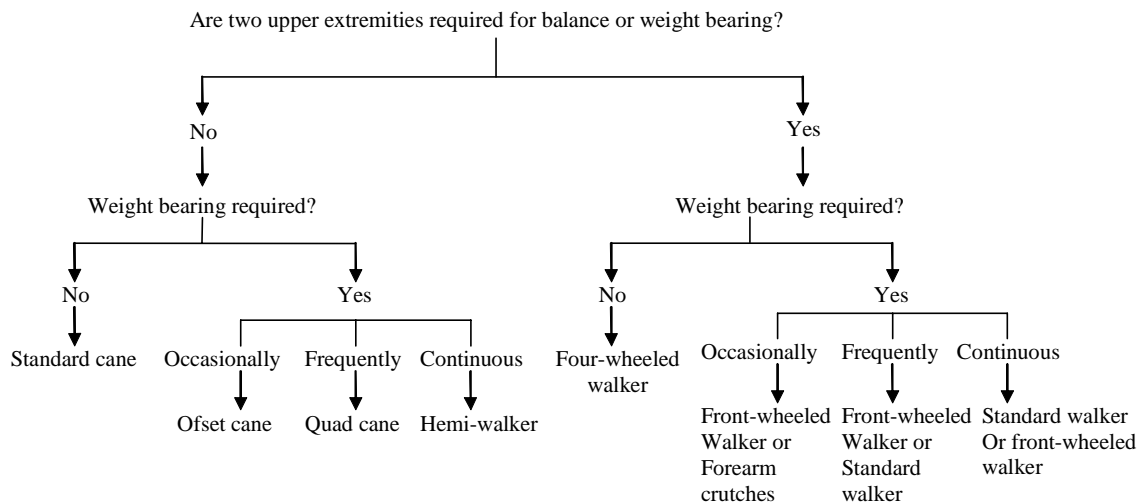 Are two upper extremities required for balance or weight bearing?
No
Yes
Weight bearing required?
Weight bearing required?
No
Yes
No
Yes
Standard cane
Occasionally
Frequently
Continuous
Four-wheeled
walker
Occasionally
Frequently
Continuous
Ofset cane
Quad cane
Hemi-walker
Front-wheeled
Walker or
Forearm
crutches
Front-wheeled
Walker or
Standard
walker
Standard walker
Or front-wheeled
walker